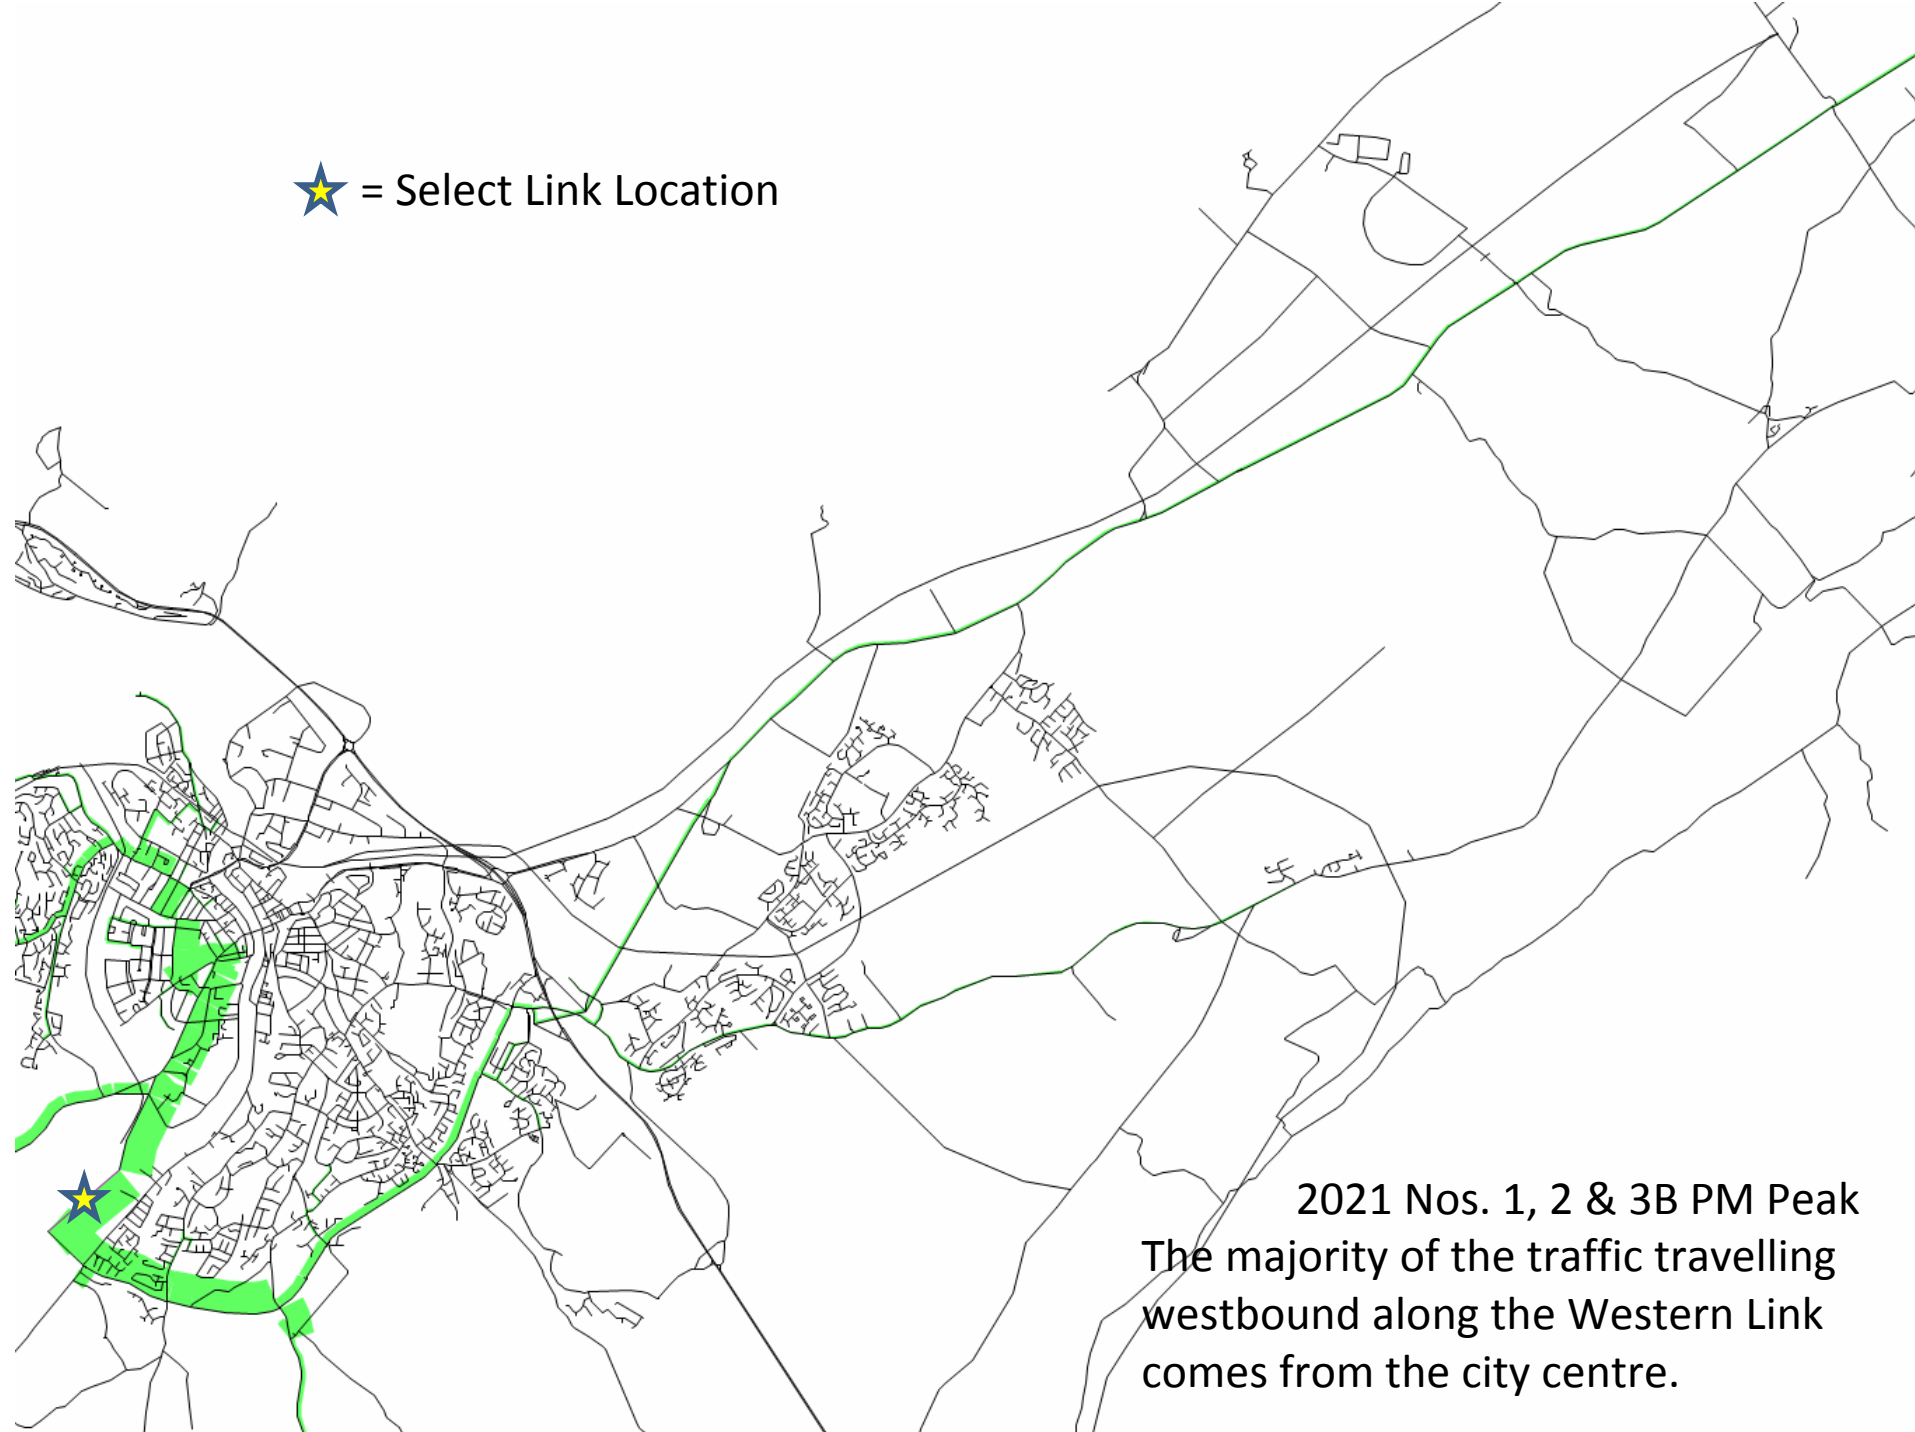 = Select Link Location
2021 Nos. 1, 2 & 3B PM Peak
The majority of the traffic travelling
westbound along the Western Link
comes from the city centre.